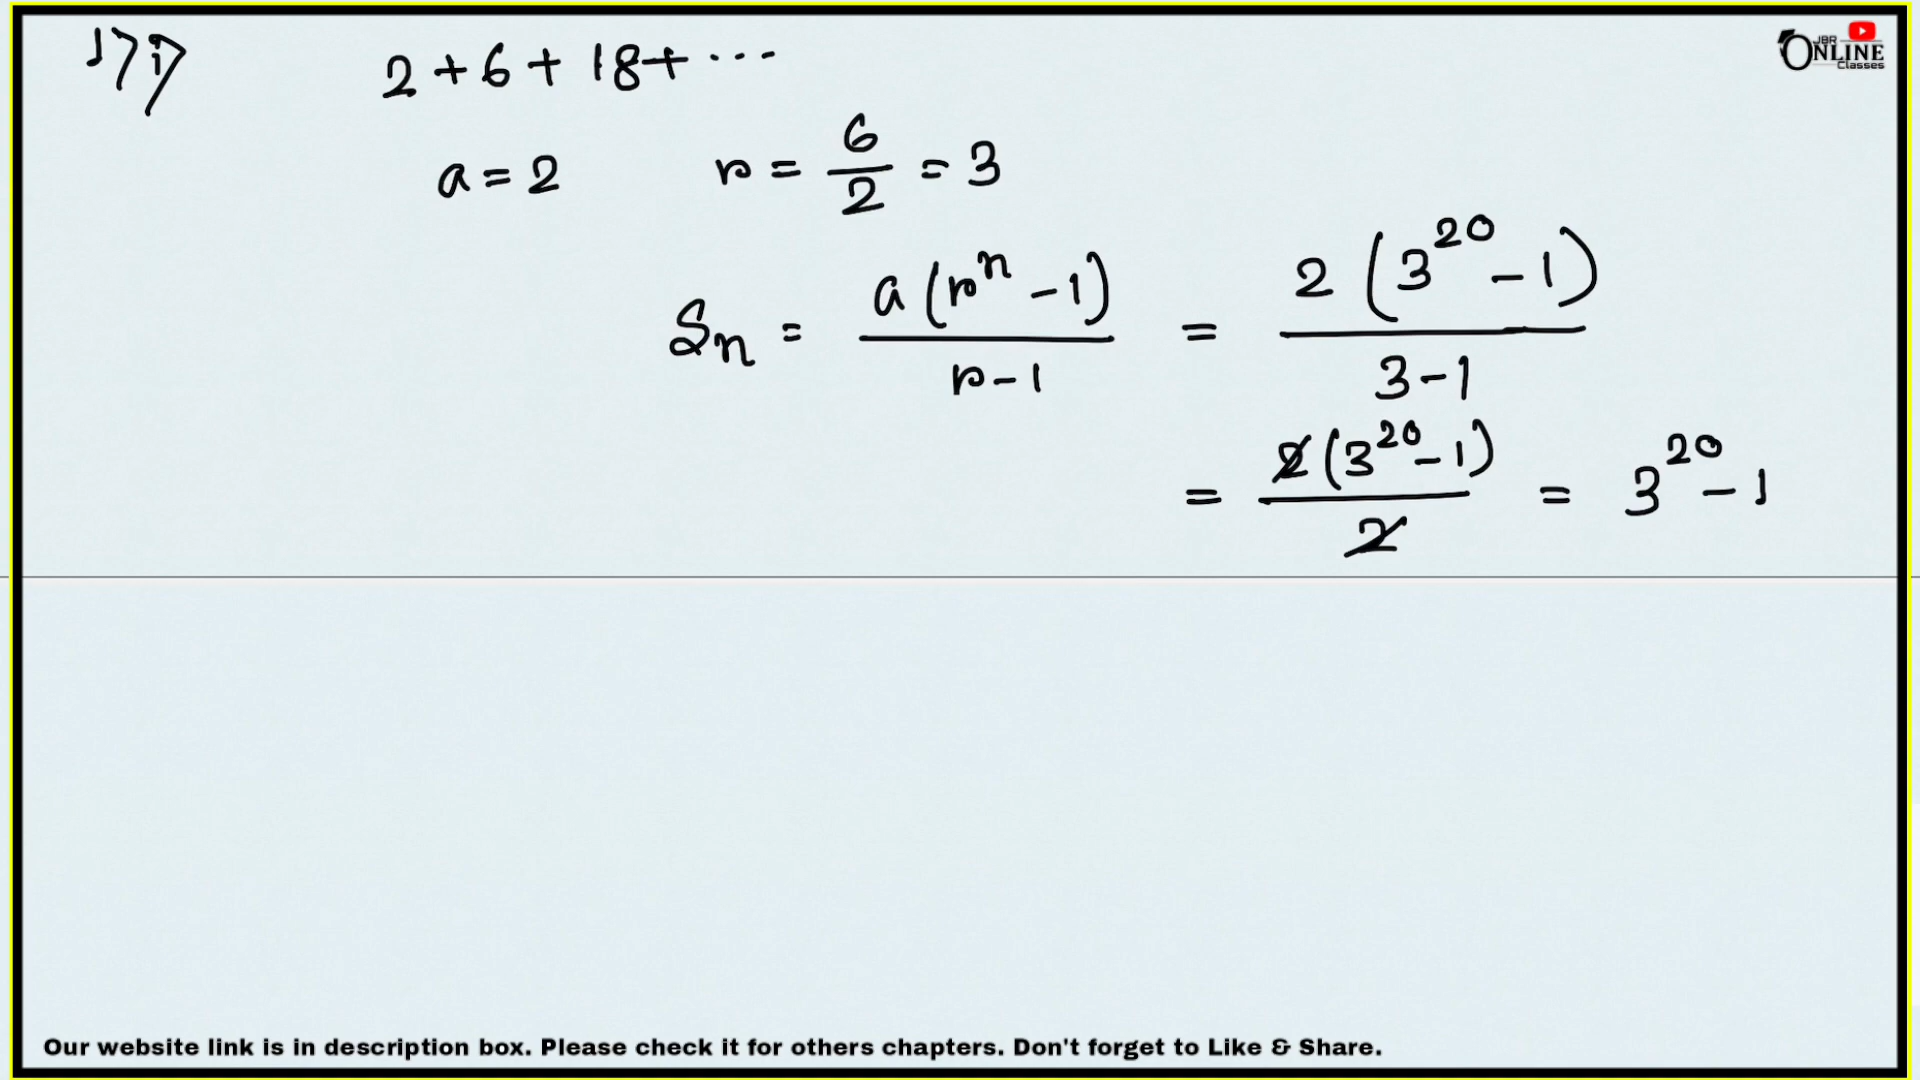 1) i) 2 + 6 + 18 + ...
a = 2 r = 6/2 = 3
Sn = a(r^n - 1)/(r - 1) = 2(3^20 - 1)/(3 - 1)
= 2(3^20 - 1)/2 = 3^20 - 1
JBR
ONLINE
Classes
Our website link is in description box. Please check it for others chapters. Don't forget to Like & Share.